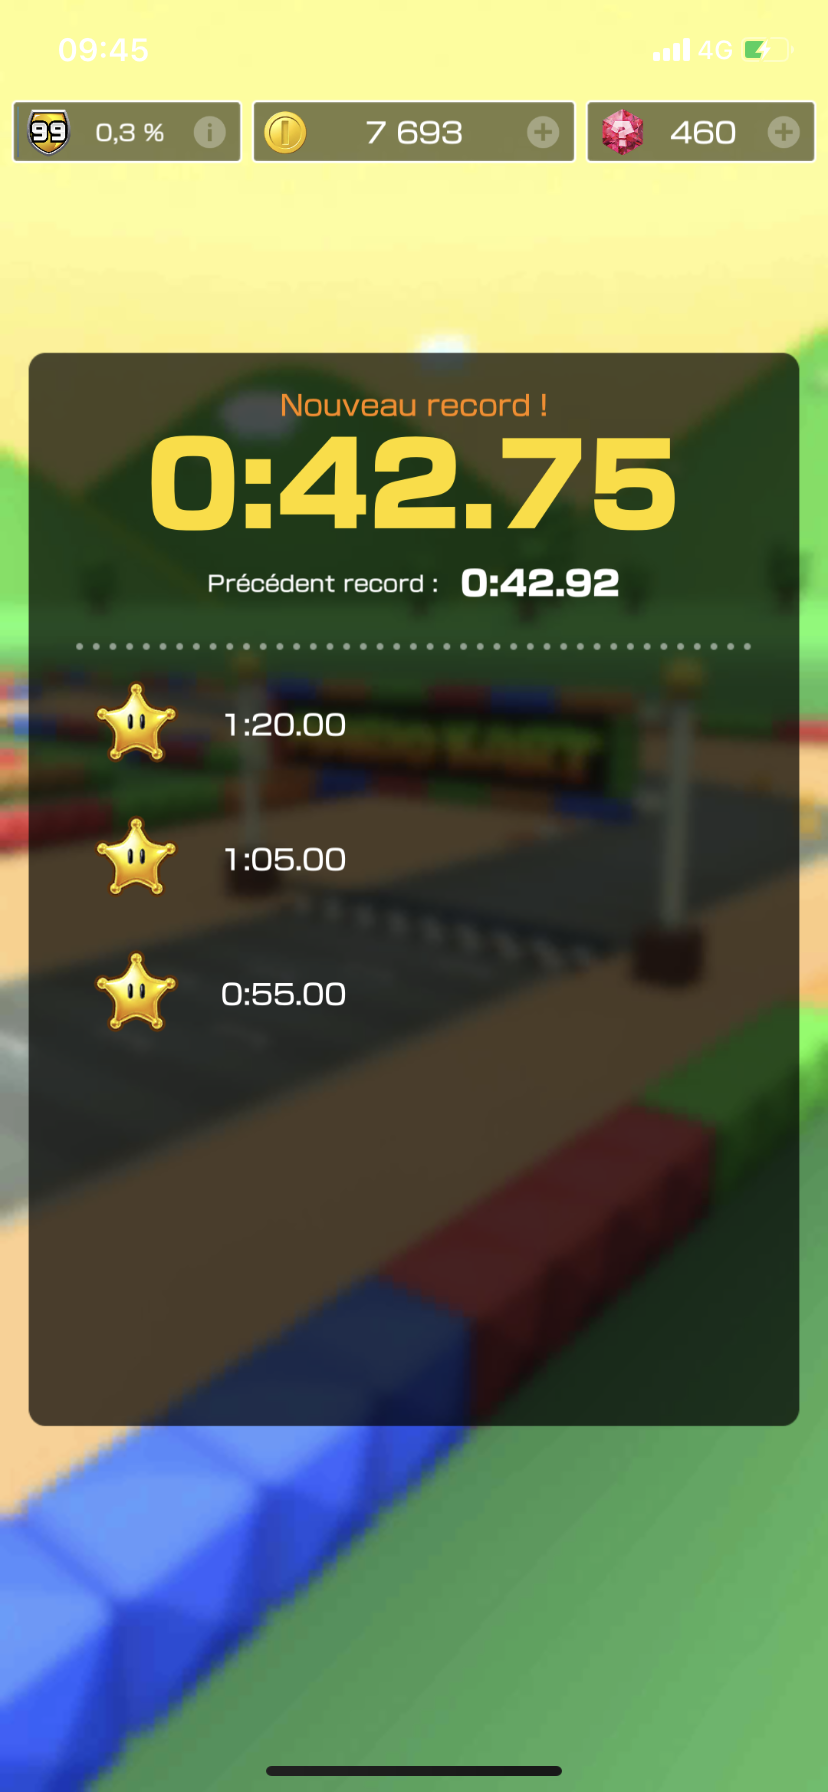 09:45 4G
99 0,3 % i 7 693 + ? 460 +
Nouveau record !
0:42.75
Précédent record : 0:42.92
1:20.00
1:05.00
0:55.00